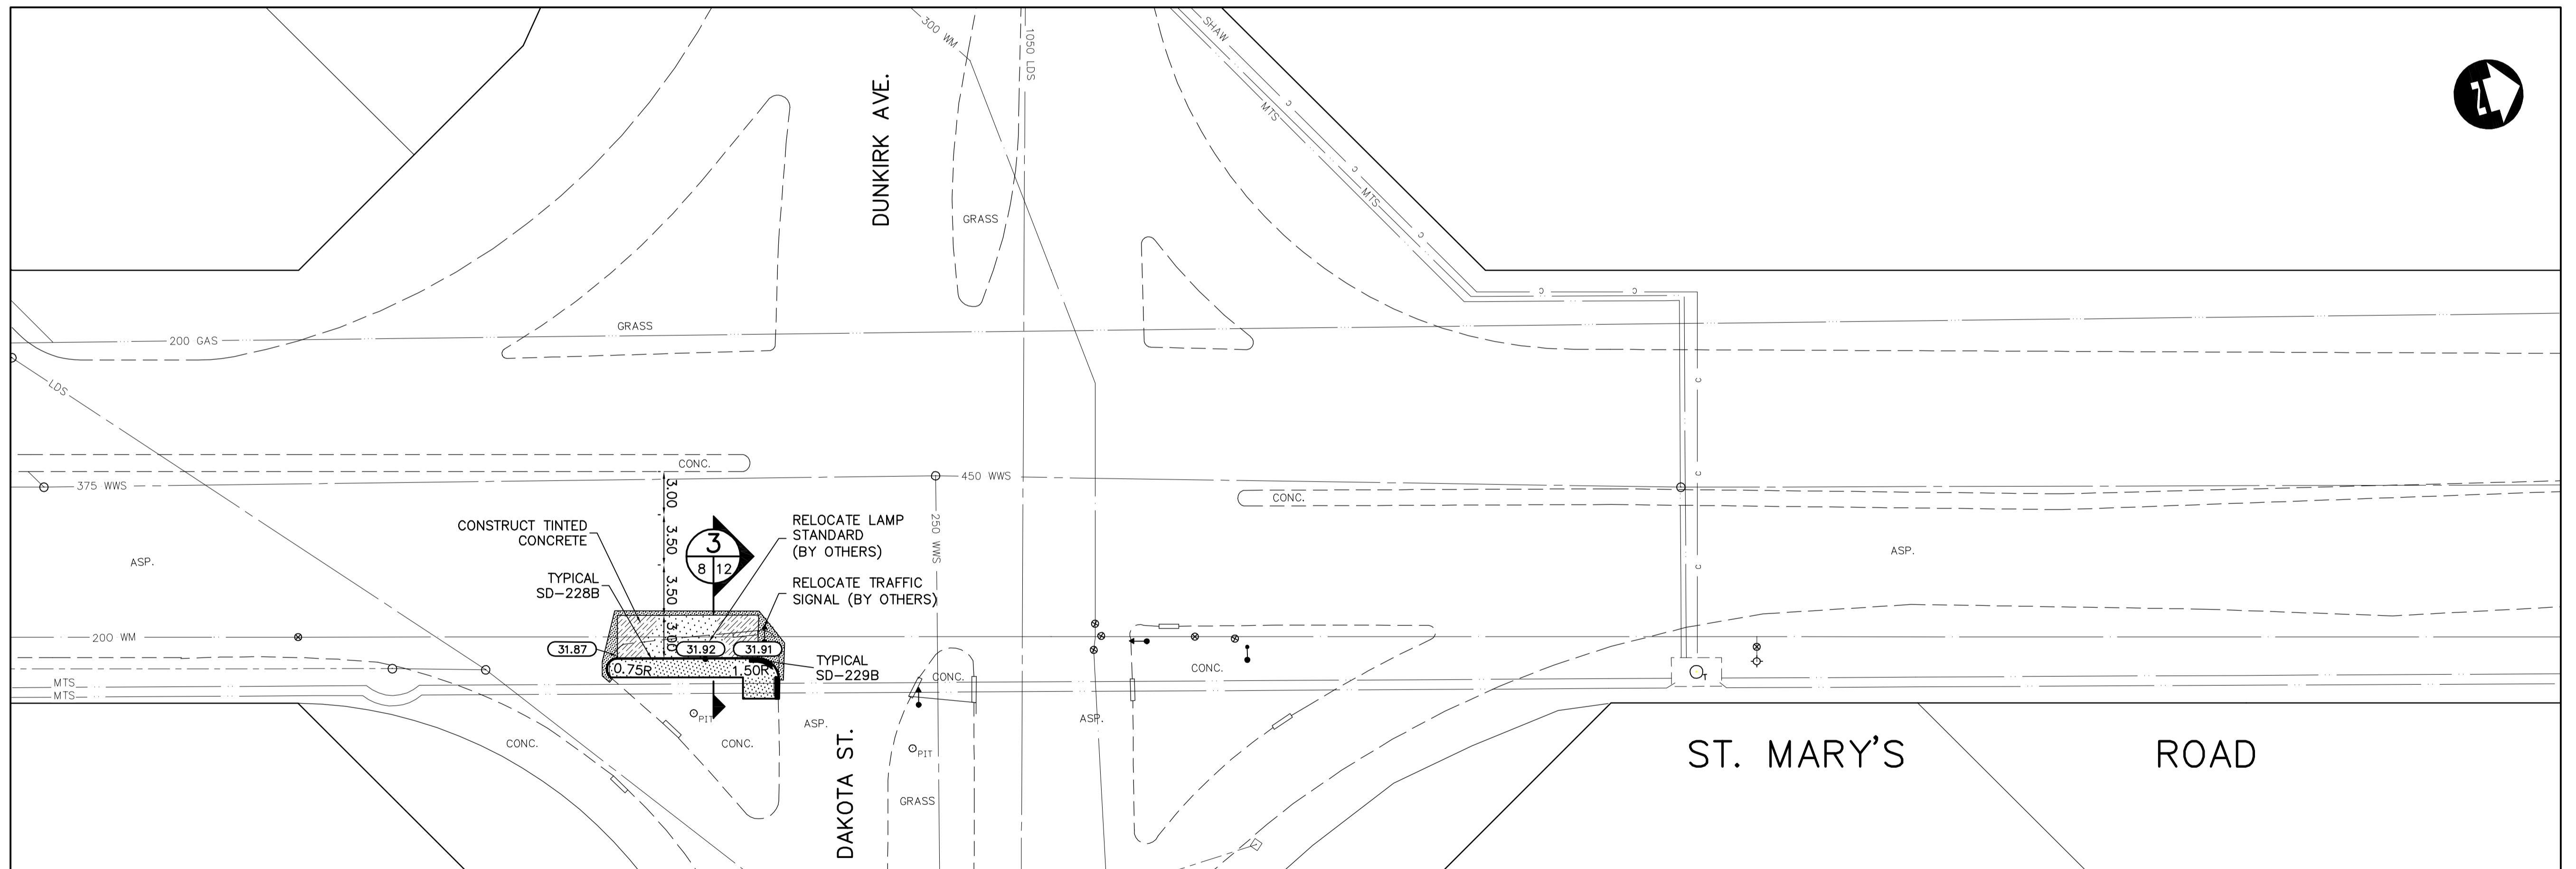 300 WM
1050 LDS
SHAW
MTS
C
C
MTS
C
DUNKIRK AVE.
GRASS
C
C
GRASS
200 GAS
LDS
C
CONC.
375 WWS
450 WWS
C
CONC.
3.00
3.50
3.50
3.00
250 WWS
CONSTRUCT TINTED
CONCRETE
RELOCATE LAMP
STANDARD
(BY OTHERS)
3
8
12
ASP.
ASP.
C
TYPICAL
SD-228B
RELOCATE TRAFFIC
SIGNAL (BY OTHERS)
200 WM
31.87
31.92
31.91
0.75R
1.50R
TYPICAL
SD-229B
CONC.
CONC.
T
MTS
MTS
PIT
ASP.
ASP.
CONC.
CONC.
PIT
DAKOTA ST.
GRASS
ST. MARY'S ROAD